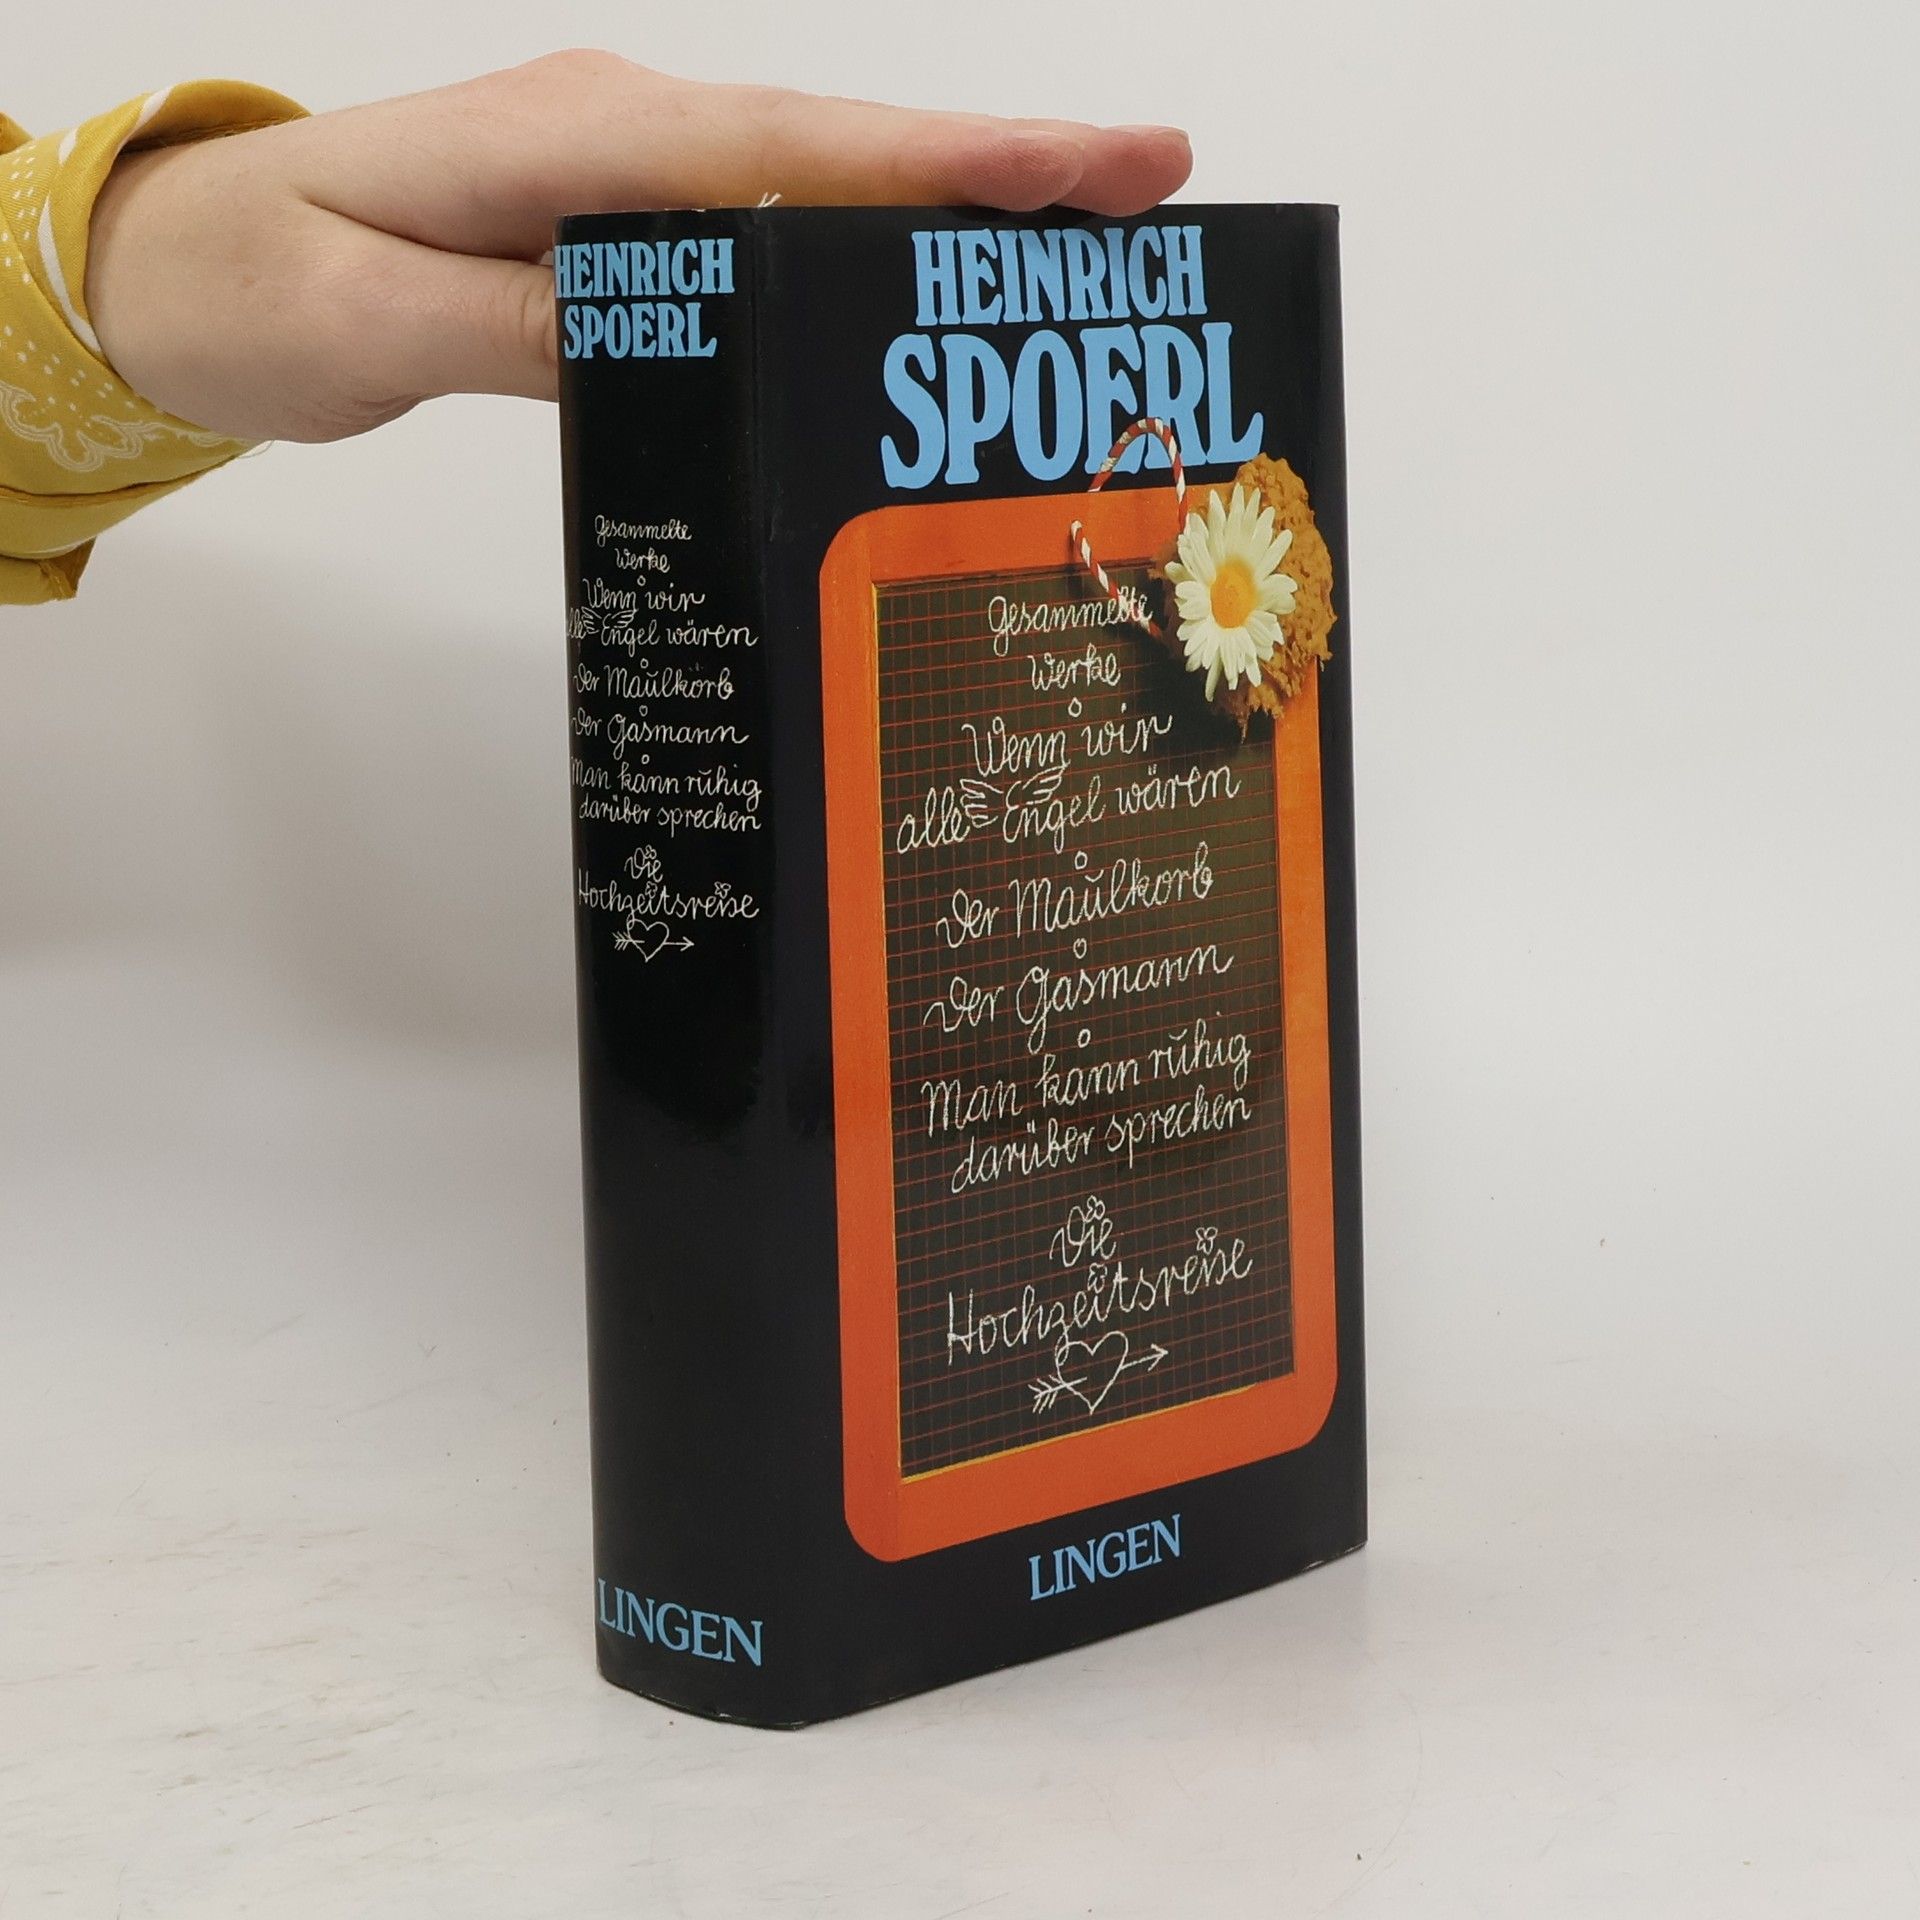 HEINRICH
SPOERL
Gesammelte
Werke
Wenn wir
alle Engel wären
Der Maulkorb
Der Gasmann
Man kann ruhig
darüber sprechen
Die
Hochzeitsreise
LINGEN
HEINRICH
SPOERL
Gesammelte
Werke
Wenn wir
alle Engel wären
Der Maulkorb
Der Gasmann
Man kann ruhig
darüber sprechen
Die
Hochzeitsreise
LINGEN